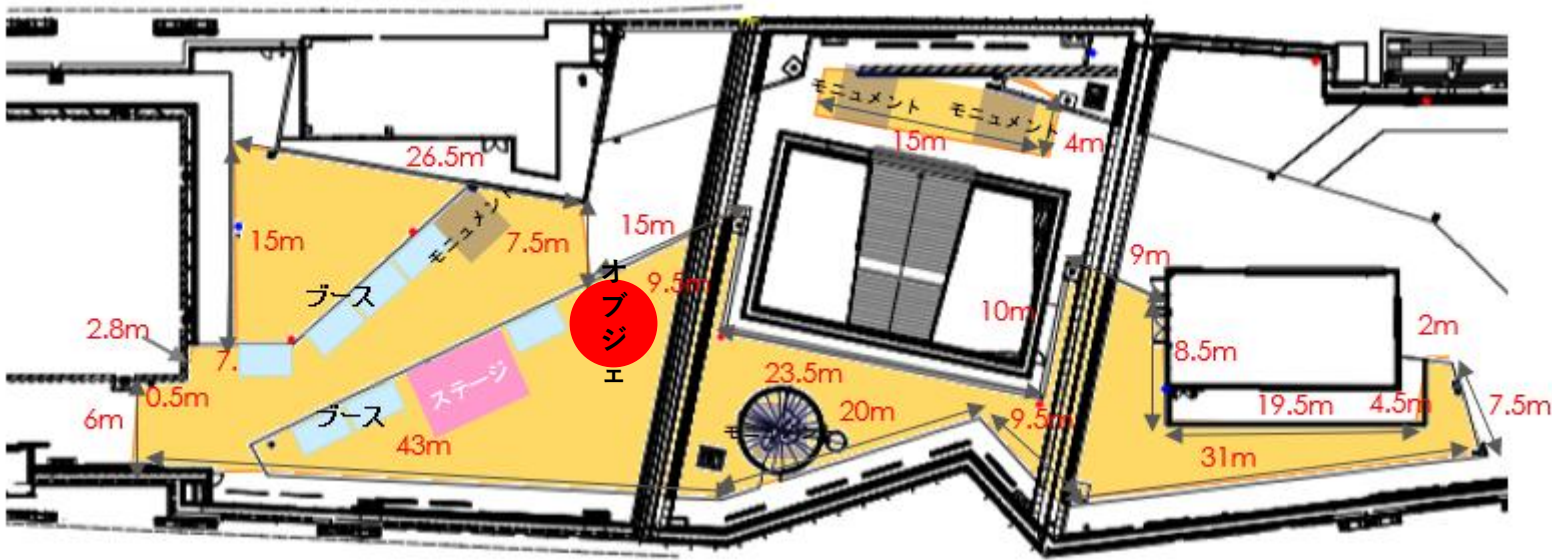 モニュメント
モニュメント
15m
4m
26.5m
モニュメント
15m
7.5m
15m
オブジェ
9.5m
ブース
9m
10m
2.8m
7.
2m
8.5m
ステージ
23.5m
0.5m
6m
ブース
43m
20m
9.5m
19.5m
4.5m
7.5m
31m